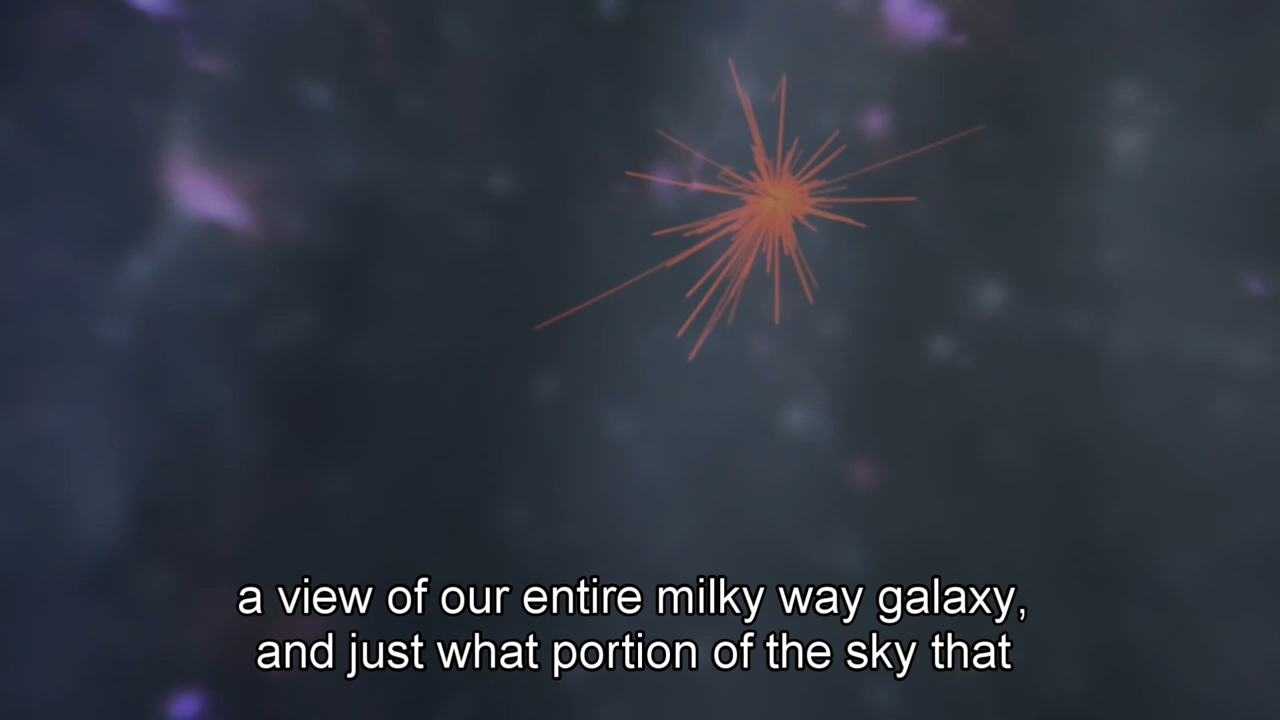 a view of our entire milky way galaxy,
and just what portion of the sky that